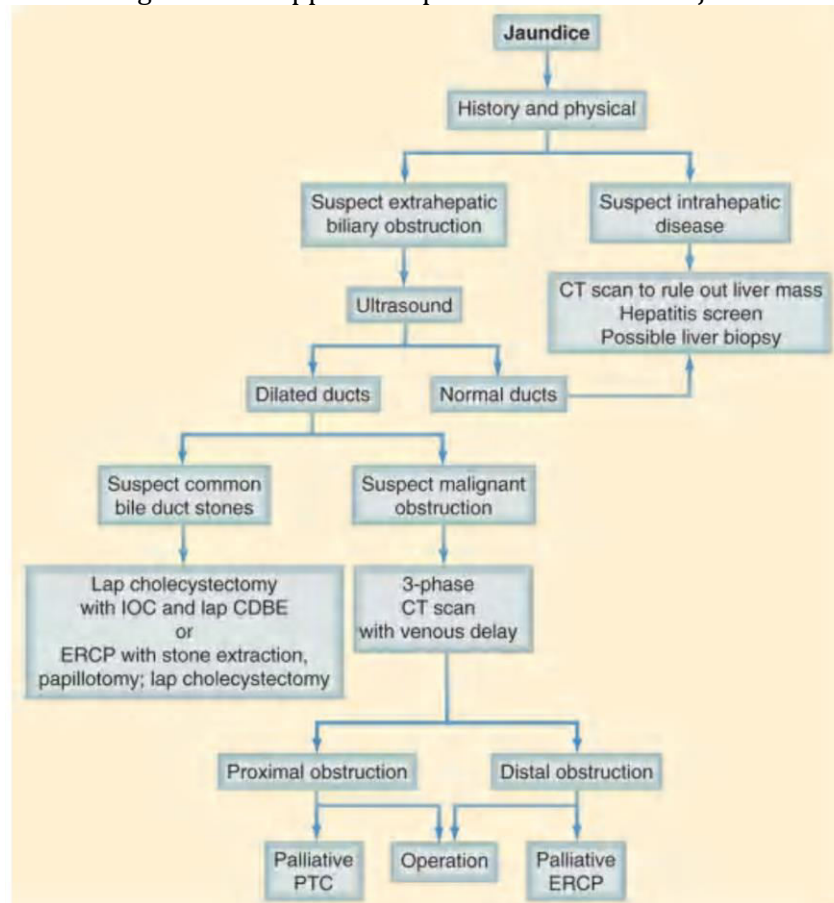 Jaundice
History and physical
Suspect extrahepatic
biliary obstruction
Suspect intrahepatic
disease
Ultrasound
CT scan to rule out liver mass
Hepatitis screen
Possible liver biopsy
Dilated ducts
Normal ducts
Suspect common
bile duct stones
Suspect malignant
obstruction
Lap cholecystectomy
with IOC and lap CDBE
or
ERCP with stone extraction,
papillotomy; lap cholecystectomy
3-phase
CT scan
with venous delay
Proximal obstruction
Distal obstruction
Palliative
PTC
Operation
Palliative
ERCP